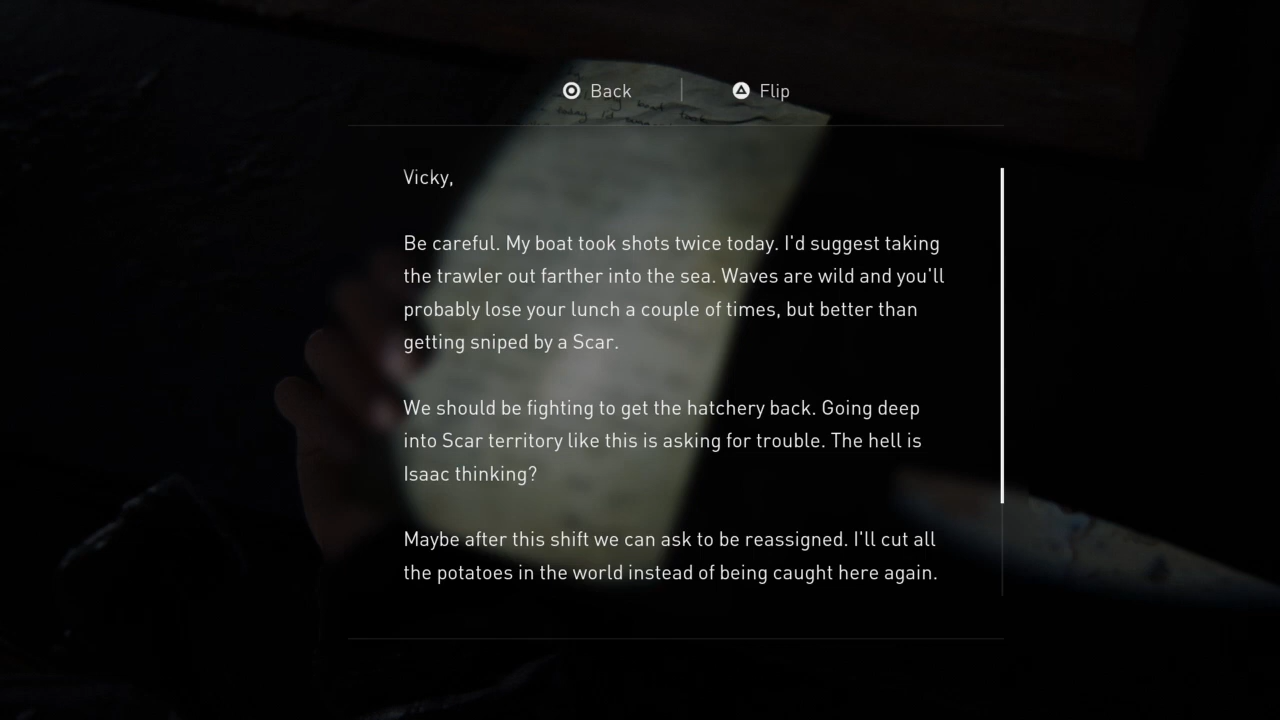 Back
Flip
Vicky,
Be careful. My boat took shots twice today. I'd suggest taking
the trawler out farther into the sea. Waves are wild and you'll
probably lose your lunch a couple of times, but better than
getting sniped by a Scar.
We should be fighting to get the hatchery back. Going deep
into Scar territory like this is asking for trouble. The hell is
Isaac thinking?
Maybe after this shift we can ask to be reassigned. I'll cut all
the potatoes in the world instead of being caught here again.